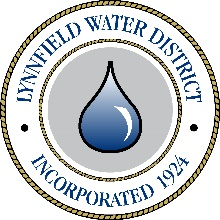 LYNNFIELD WATER DISTRICT
INCORPORATED 1924